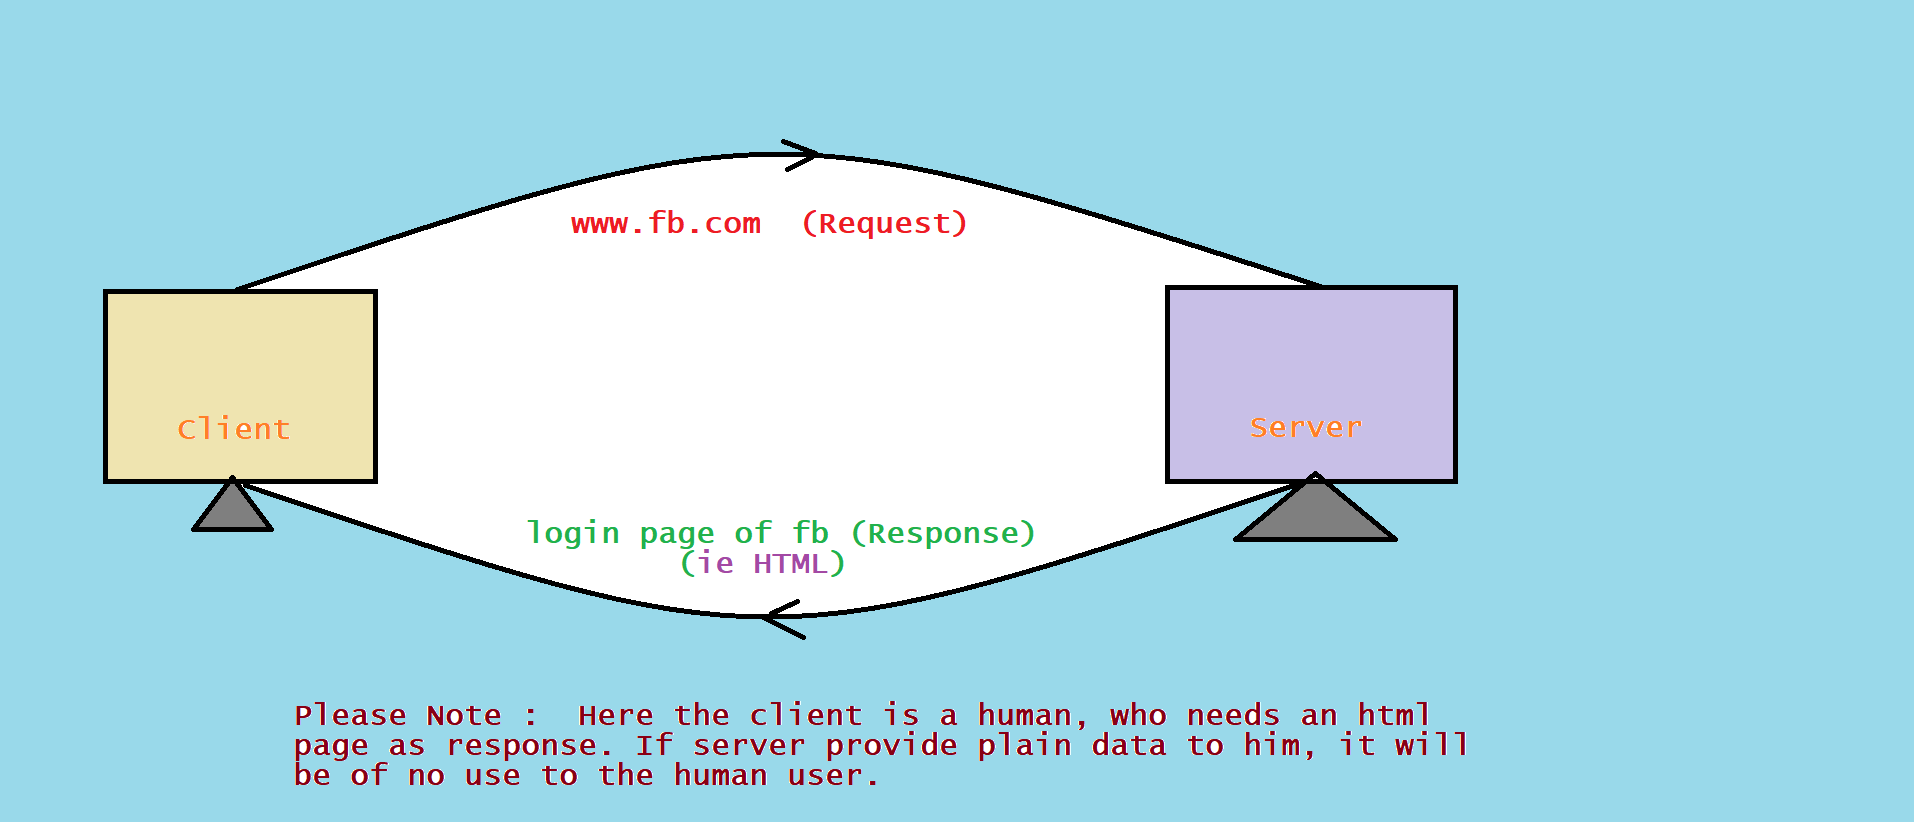 www.fb.com  (Request)
Client
Server
login page of fb (Response)
(ie HTML)
Please Note :  Here the client is a human, who needs an html
page as response. If server provide plain data to him, it will
be of no use to the human user.